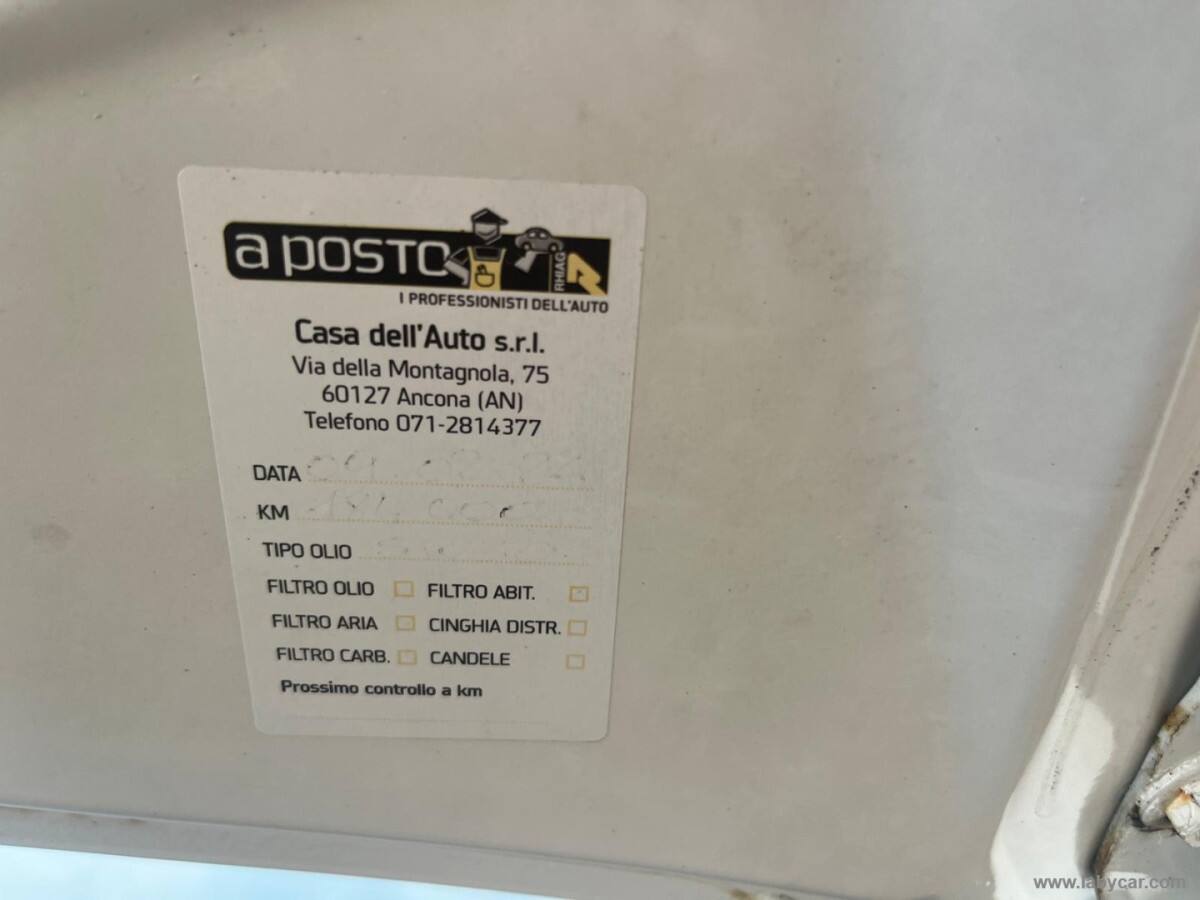 a posto
RHIAG
I PROFESSIONISTI DELL'AUTO
Casa dell'Auto s.r.l.
Via della Montagnola, 75
60127 Ancona (AN)
Telefono 071-2814377
DATA
KM
TIPO OLIO
FILTRO OLIO FILTRO ABIT.
FILTRO ARIA CINGHIA DISTR.
FILTRO CARB. CANDELE
Prossimo controllo a km
www.labycar.com